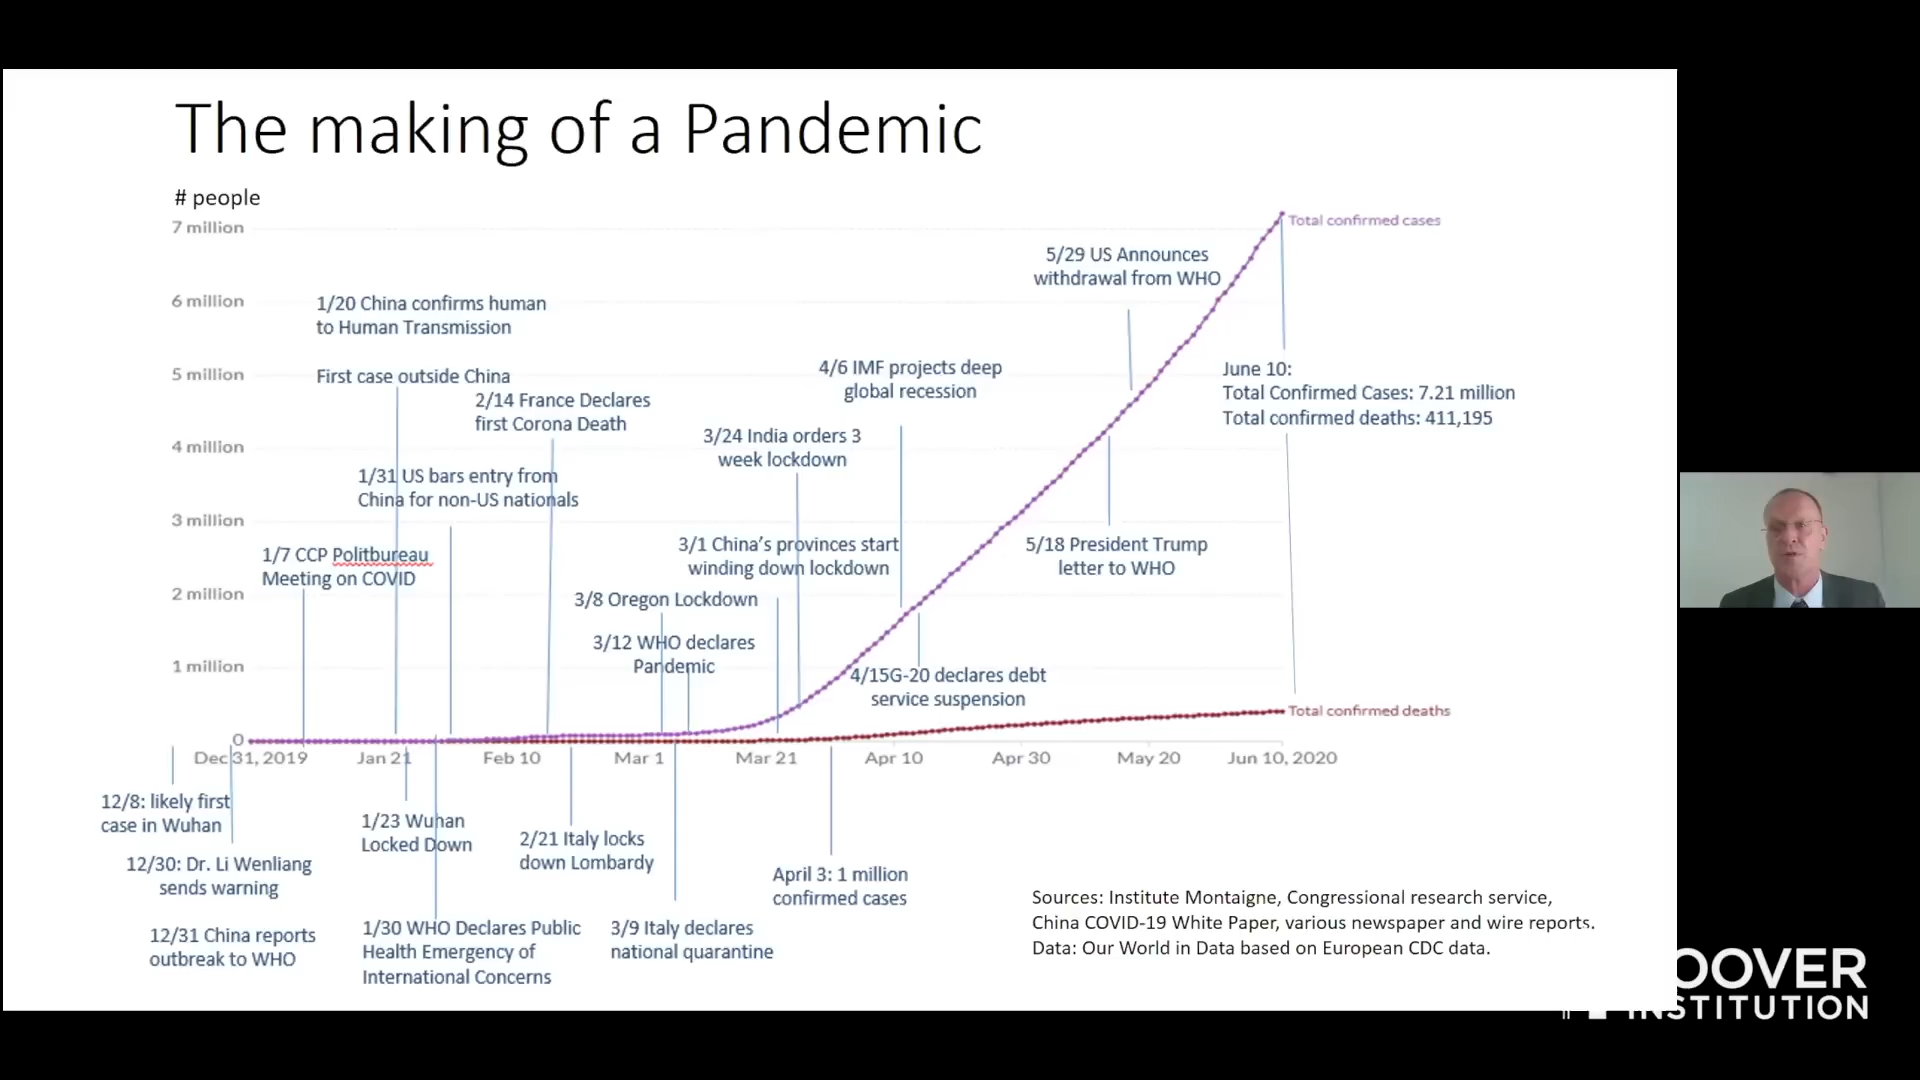 The making of a Pandemic
# people
7 million
Total confirmed cases
5/29 US Announces
withdrawal from WHO
6 million
1/20 China confirms human
to Human Transmission
5 million
First case outside China
4/6 IMF projects deep
global recession
June 10:
Total Confirmed Cases: 7.21 million
Total confirmed deaths: 411,195
2/14 France Declares
first Corona Death
4 million
3/24 India orders 3
week lockdown
1/31 US bars entry from
China for non-US nationals
3 million
1/7 CCP Politbureau
Meeting on COVID
3/1 China's provinces start
winding down lockdown
5/18 President Trump
letter to WHO
2 million
3/8 Oregon Lockdown
3/12 WHO declares
Pandemic
1 million
4/15G-20 declares debt
service suspension
Total confirmed deaths
0
Dec 31, 2019
Jan 21
Feb 10
Mar 1
Mar 21
Apr 10
Apr 30
May 20
Jun 10, 2020
12/8: likely first
case in Wuhan
1/23 Wuhan
Locked Down
2/21 Italy locks
down Lombardy
12/30: Dr. Li Wenliang
sends warning
April 3: 1 million
confirmed cases
12/31 China reports
outbreak to WHO
1/30 WHO Declares Public
Health Emergency of
International Concerns
3/9 Italy declares
national quarantine
Sources: Institute Montaigne, Congressional research service,
China COVID-19 White Paper, various newspaper and wire reports.
Data: Our World in Data based on European CDC data.
OOVER
INSTITUTION